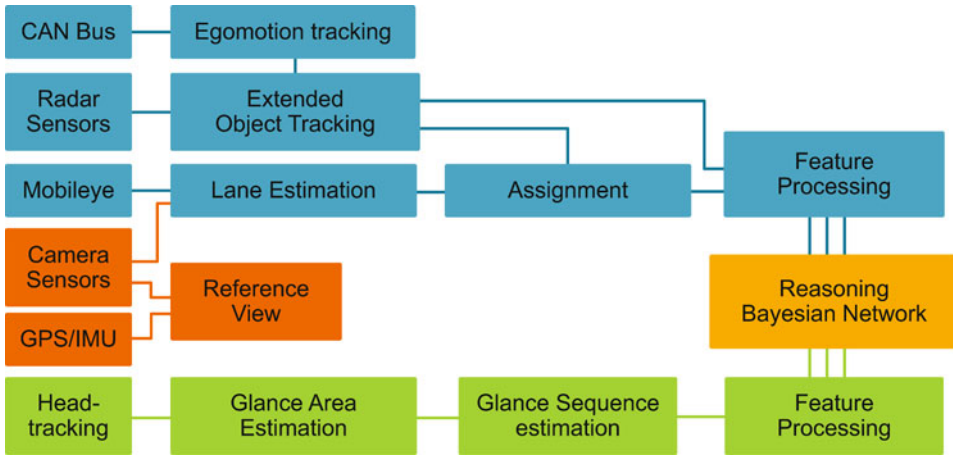 CAN Bus
Egomotion tracking
Radar
Sensors
Extended
Object Tracking
Mobileye
Lane Estimation
Assignment
Feature
Processing
Camera
Sensors
Reference
View
GPS/IMU
Reasoning
Bayesian Network
Head-
tracking
Glance Area
Estimation
Glance Sequence
estimation
Feature
Processing